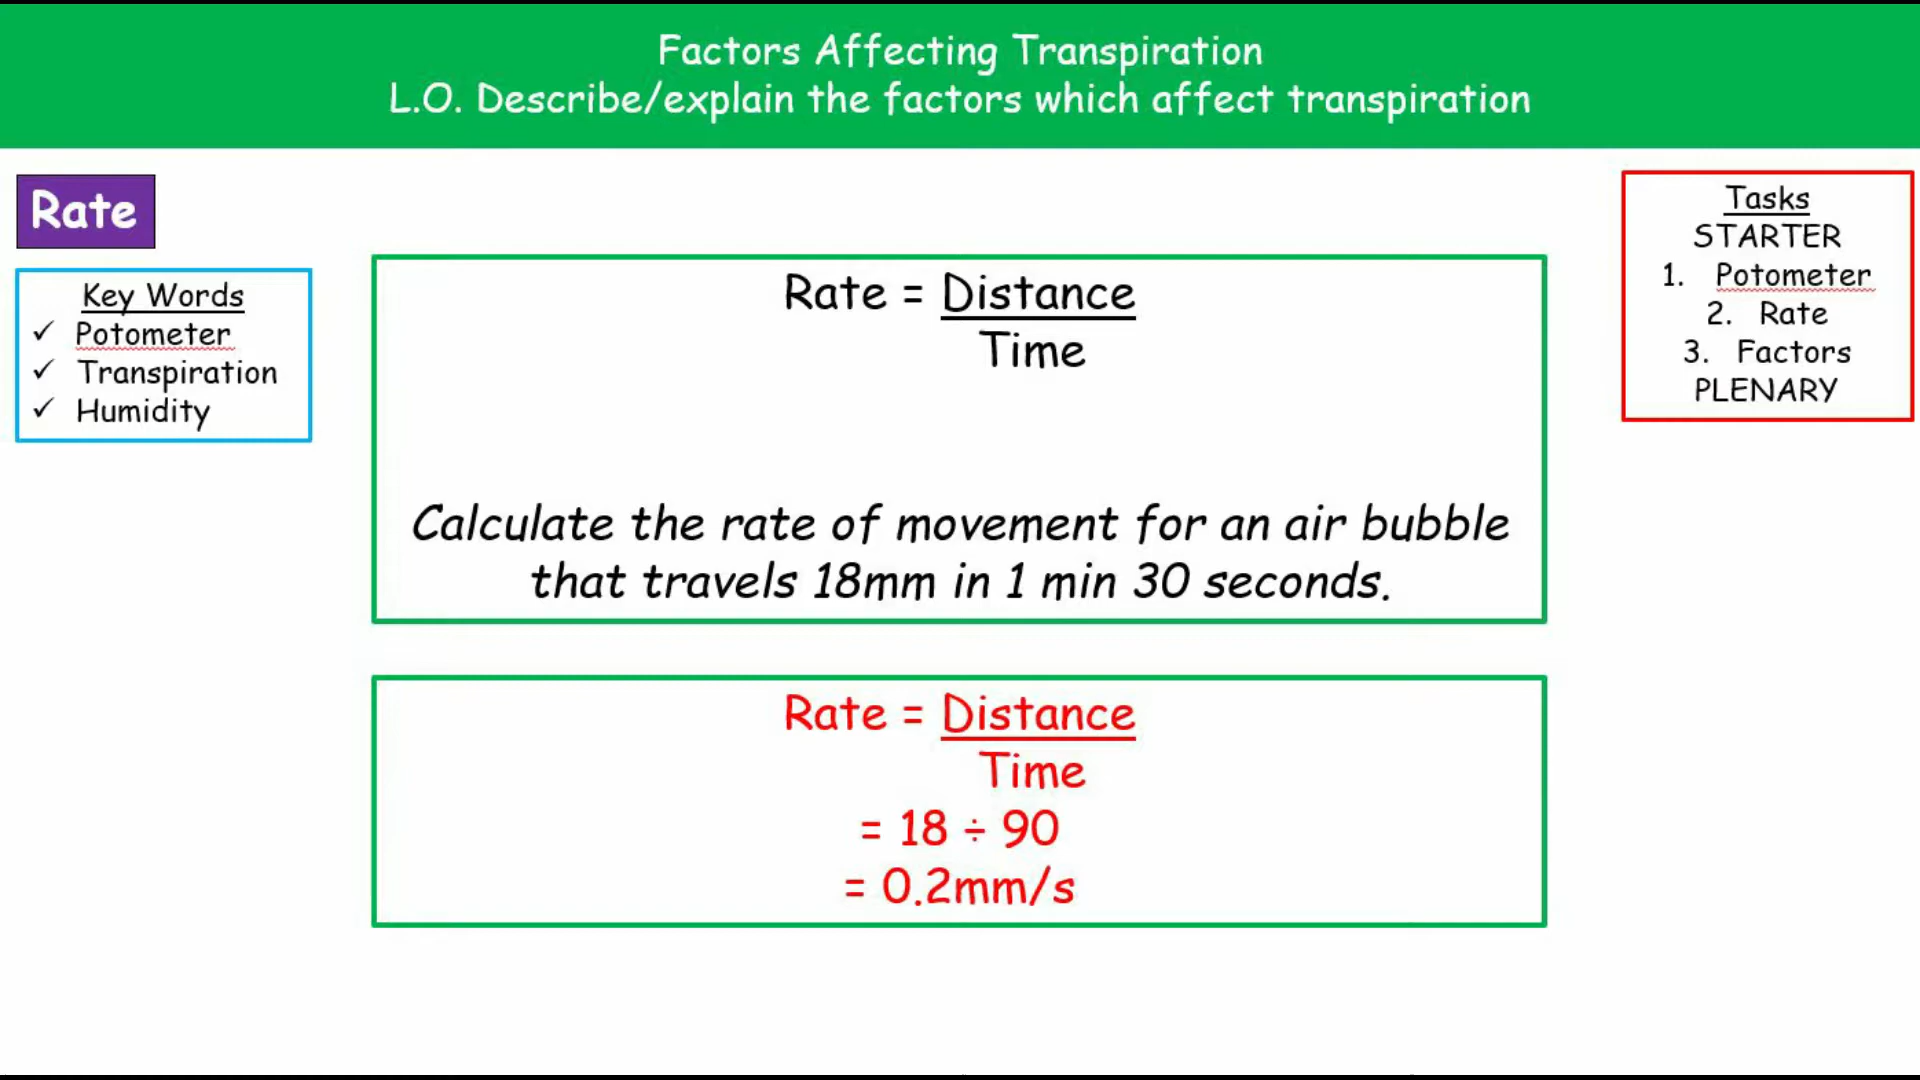 Factors Affecting Transpiration
L.O. Describe/explain the factors which affect transpiration
Rate
Key Words
✓ Potometer
✓ Transpiration
✓ Humidity
Rate = Distance
Time
Calculate the rate of movement for an air bubble
that travels 18mm in 1 min 30 seconds.
Rate = Distance
Time
= 18 ÷ 90
= 0.2mm/s
Tasks
STARTER
1. Potometer
2. Rate
3. Factors
PLENARY